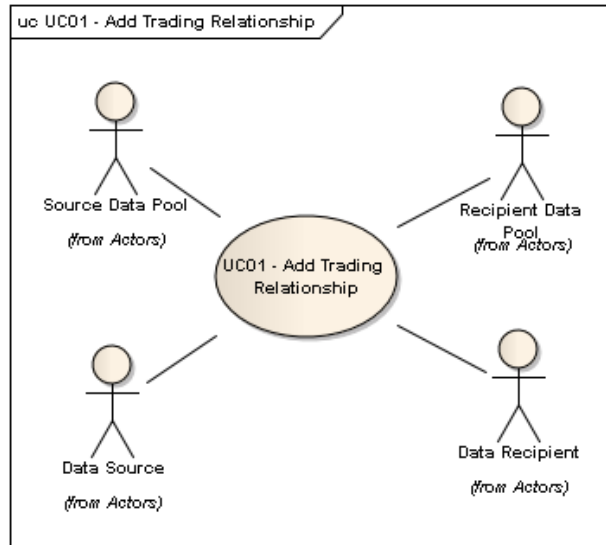 uc UC01 - Add Trading Relationship
Source Data Pool
(from Actors)
Recipient Data
Pool
(from Actors)
UC01 - Add Trading
Relationship
Data Source
(from Actors)
Data Recipient
(from Actors)